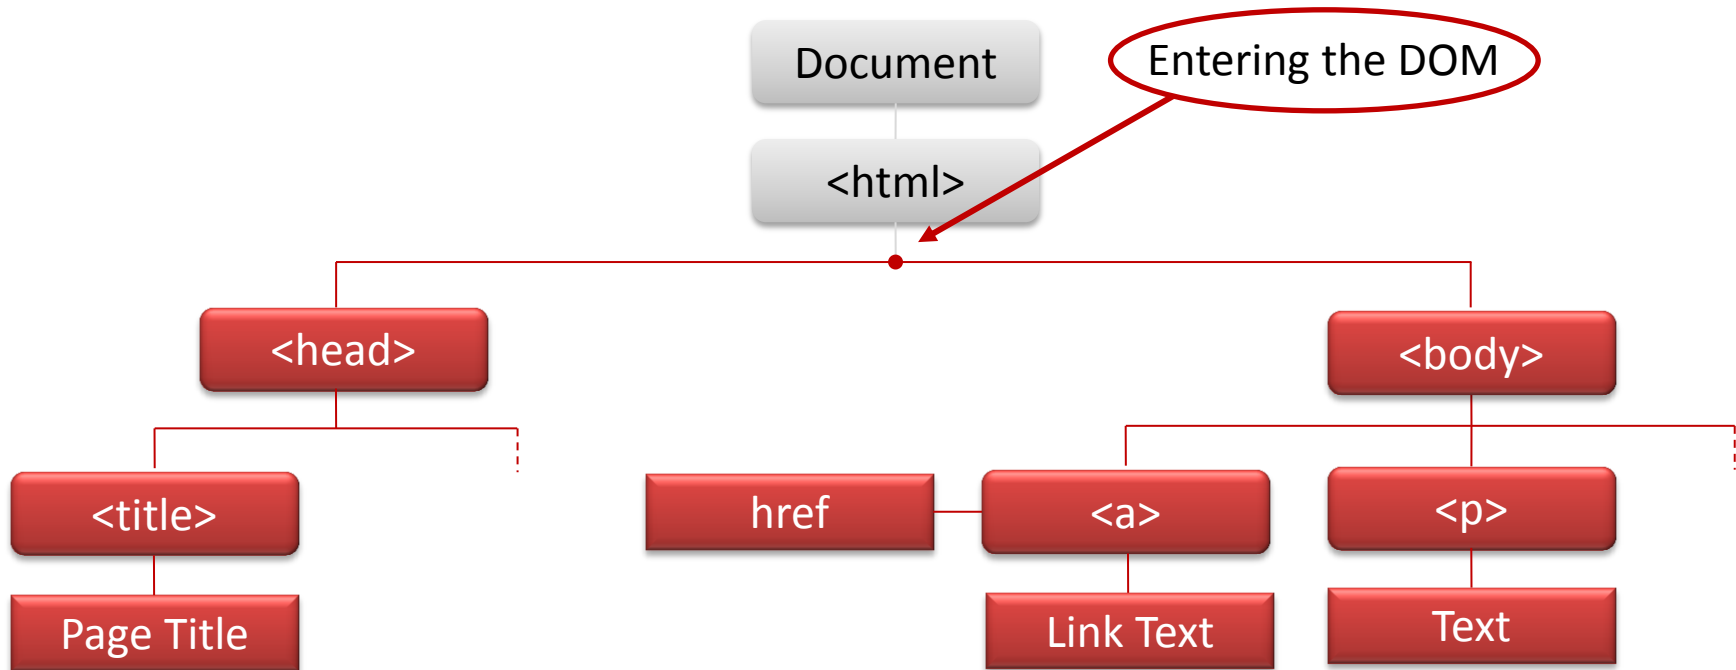 Document
Entering the DOM
<html>
<head>
<body>
<title>
href
<a>
<p>
Page Title
Link Text
Text